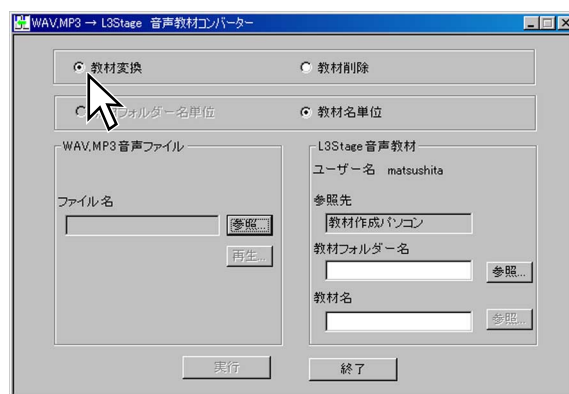 WAV,MP3 → L3Stage 音声教材コンバーター
教材変換
教材削除
フォルダー名単位
教材名単位
WAV,MP3音声ファイル
ファイル名
参照...
再生...
L3Stage音声教材
ユーザー名 matsushita
参照先
教材作成パソコン
教材フォルダー名
参照...
教材名
参照...
実行
終了